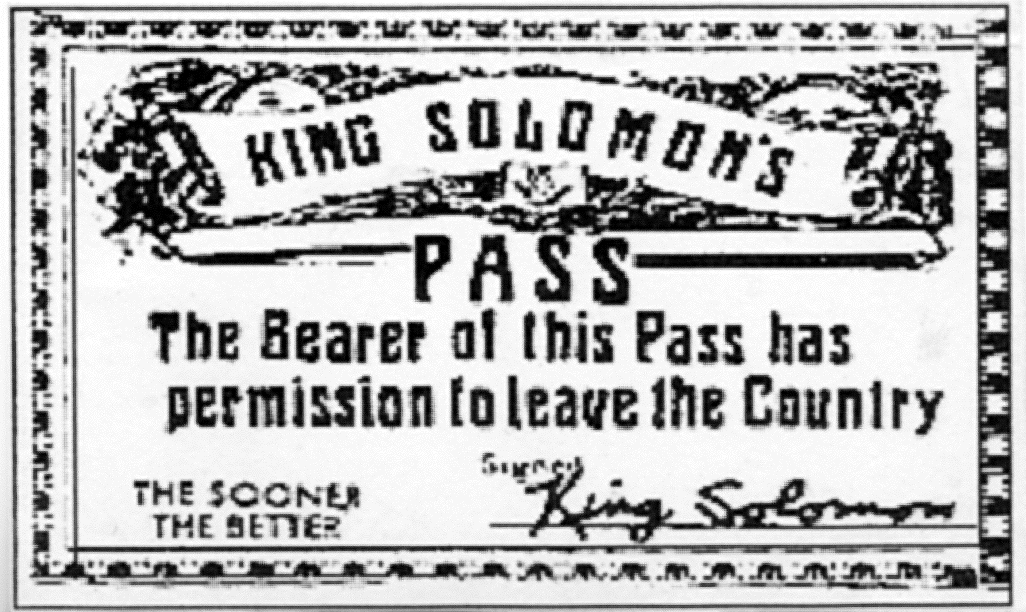 KING SOLOMON'S
PASS
The Bearer of this Pass has
permission to leave the Country
Signed
King Solomon
THE SOONER
THE BETTER